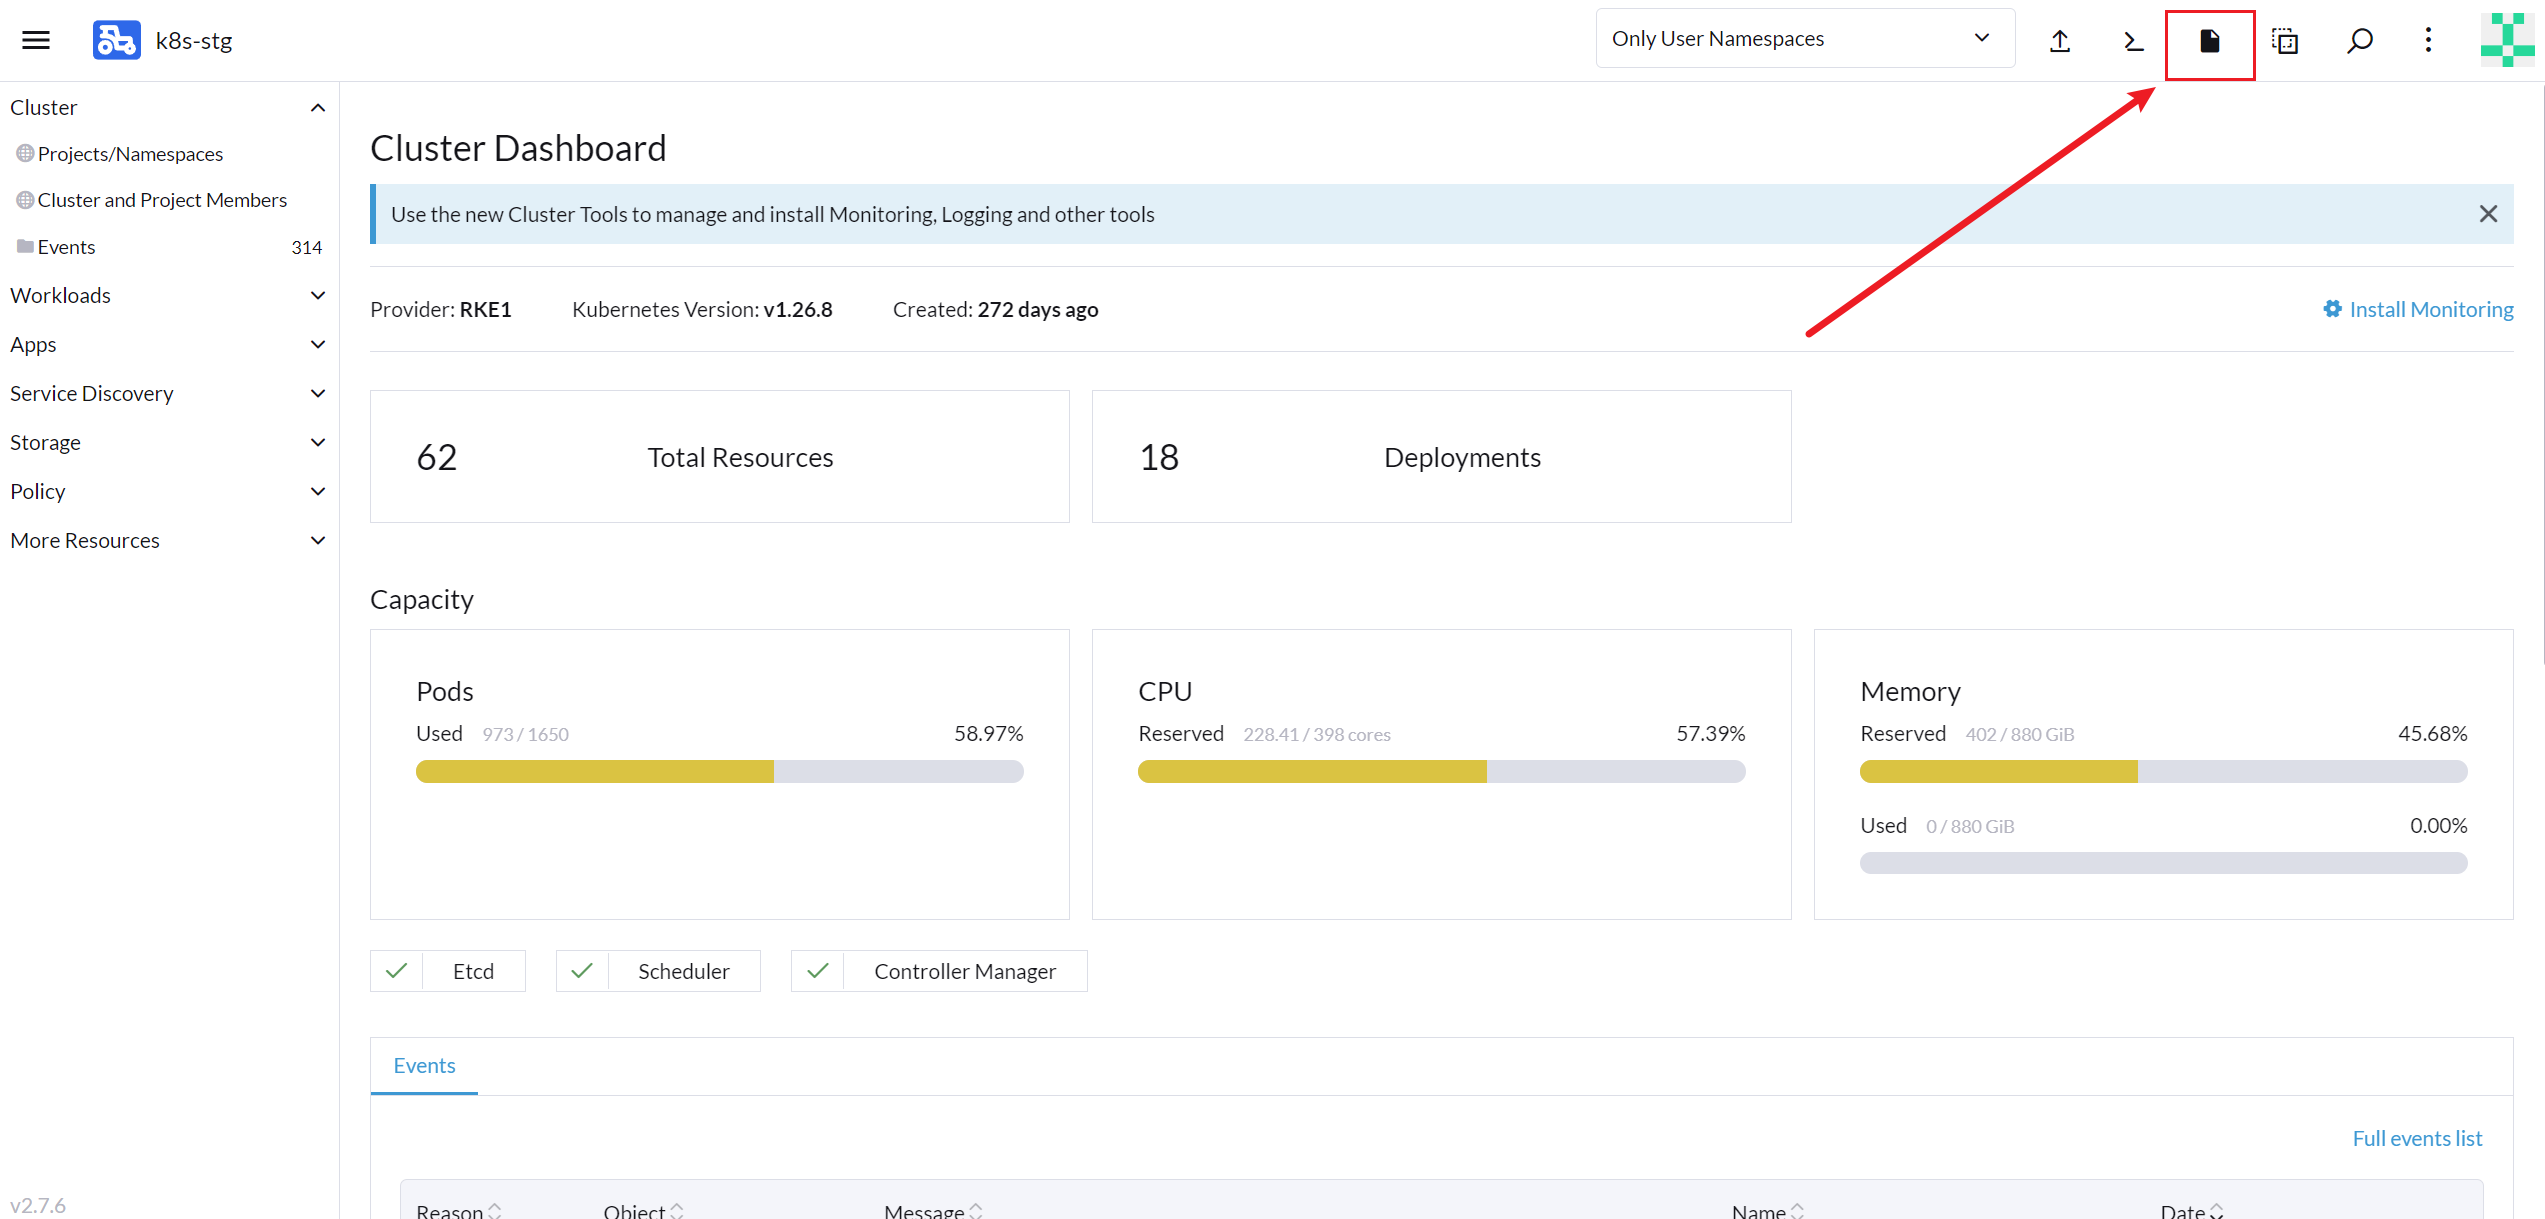 k8s-stg
Only User Namespaces
Cluster
Projects/Namespaces
Cluster and Project Members
Events 314
Workloads
Apps
Service Discovery
Storage
Policy
More Resources
v2.7.6
Cluster Dashboard
Use the new Cluster Tools to manage and install Monitoring, Logging and other tools
Provider: RKE1 Kubernetes Version: v1.26.8 Created: 272 days ago Install Monitoring
62 Total Resources
18 Deployments
Capacity
Pods
Used 973 / 1650 58.97%
CPU
Reserved 228.41 / 398 cores 57.39%
Memory
Reserved 402 / 880 GiB 45.68%
Used 0 / 880 GiB 0.00%
Etcd
Scheduler
Controller Manager
Events
Full events list
Reason Object Message Name Date